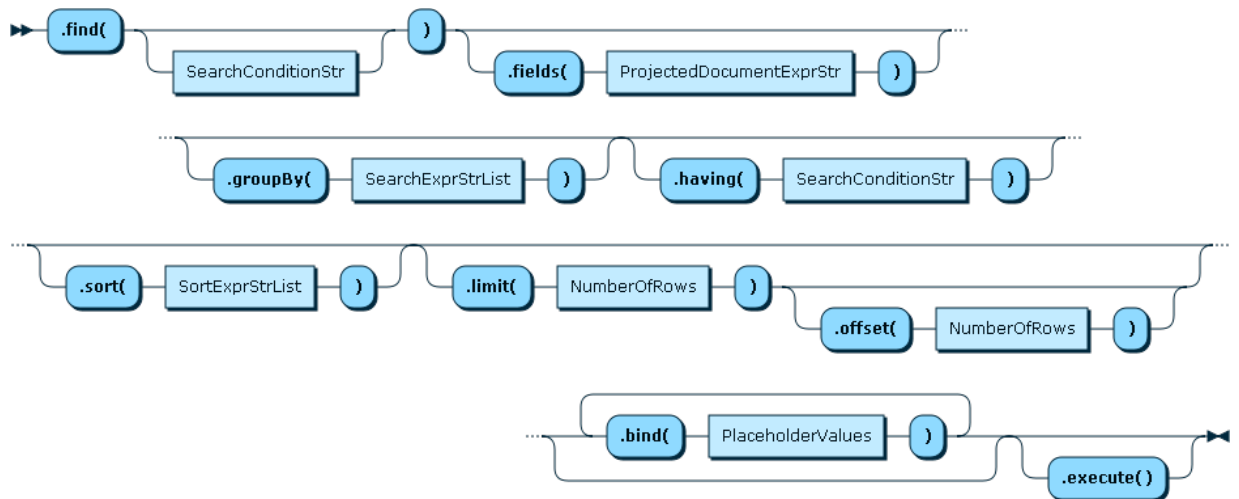 .find( SearchConditionStr ) .fields( ProjectedDocumentExprStr )
.groupBy( SearchExprStrList ) .having( SearchConditionStr )
.sort( SortExprStrList ) .limit( NumberOfRows ) .offset( NumberOfRows )
.bind( PlaceholderValues ) .execute()